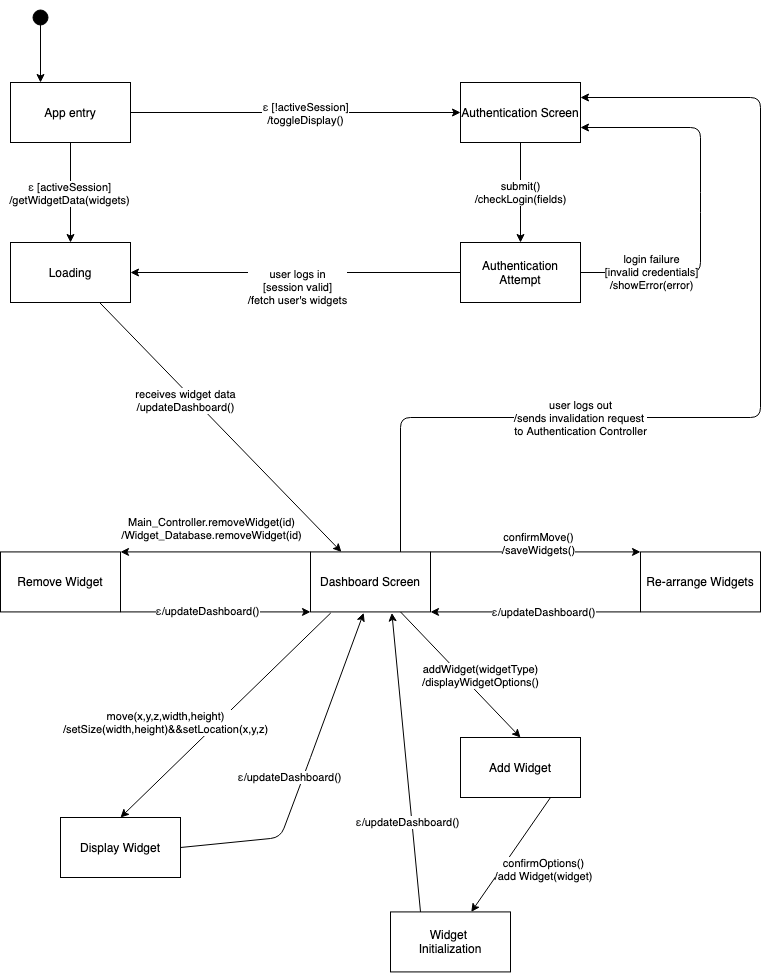 App entry
ε [!activeSession]
/toggleDisplay()
Authentication Screen
ε [activeSession]
/getWidgetData(widgets)
submit()
/checkLogin(fields)
Loading
user logs in
[session valid]
/fetch user's widgets
Authentication
Attempt
login failure
[invalid credentials]
/showError(error)
receives widget data
/updateDashboard()
user logs out
/sends invalidation request
to Authentication Controller
Main_Controller.removeWidget(id)
/Widget_Database.removeWidget(id)
confirmMove()
/saveWidgets()
Remove Widget
Dashboard Screen
Re-arrange Widgets
ε/updateDashboard()
ε/updateDashboard()
addWidget(widgetType)
/displayWidgetOptions()
move(x,y,z,width,height)
/setSize(width,height)&&setLocation(x,y,z)
ε/updateDashboard()
Add Widget
ε/updateDashboard()
Display Widget
confirmOptions()
/add Widget(widget)
Widget
Initialization